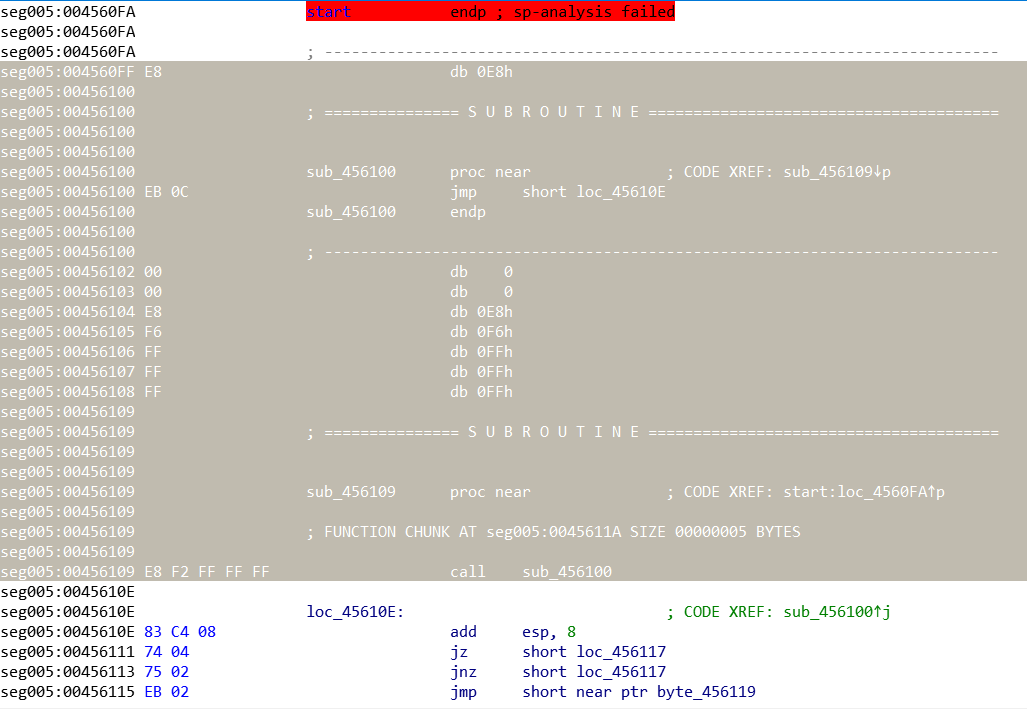 seg005:004560FA start endp ; sp-analysis failed
seg005:004560FA
seg005:004560FA ; ---------------------------------------------------------------------------
seg005:004560FF E8 db 0E8h
seg005:00456100
seg005:00456100 ; =============== S U B R O U T I N E =======================================
seg005:00456100
seg005:00456100
seg005:00456100 sub_456100 proc near ; CODE XREF: sub_456109↓p
seg005:00456100 EB 0C jmp short loc_45610E
seg005:00456100 sub_456100 endp
seg005:00456100
seg005:00456100 ; ---------------------------------------------------------------------------
seg005:00456102 00 db 0
seg005:00456103 00 db 0
seg005:00456104 E8 db 0E8h
seg005:00456105 F6 db 0F6h
seg005:00456106 FF db 0FFh
seg005:00456107 FF db 0FFh
seg005:00456108 FF db 0FFh
seg005:00456109
seg005:00456109 ; =============== S U B R O U T I N E =======================================
seg005:00456109
seg005:00456109
seg005:00456109 sub_456109 proc near ; CODE XREF: start:loc_4560FA↑p
seg005:00456109
seg005:00456109 ; FUNCTION CHUNK AT seg005:0045611A SIZE 00000005 BYTES
seg005:00456109
seg005:00456109 E8 F2 FF FF FF call sub_456100
seg005:0045610E
seg005:0045610E loc_45610E: ; CODE XREF: sub_456100↑j
seg005:0045610E 83 C4 08 add esp, 8
seg005:00456111 74 04 jz short loc_456117
seg005:00456113 75 02 jnz short loc_456117
seg005:00456115 EB 02 jmp short near ptr byte_456119